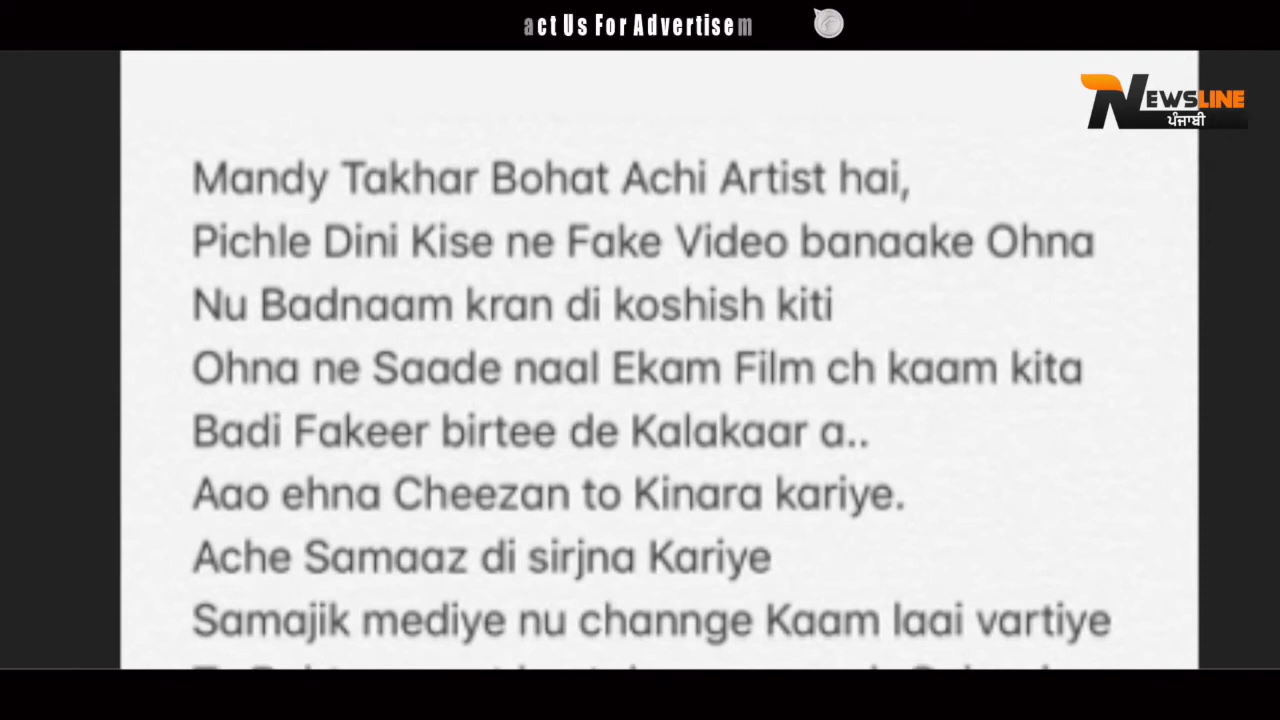 act Us For Advertisem
NEWSLINE
ਪੰਜਾਬੀ
Mandy Takhar Bohat Achi Artist hai,
Pichle Dini Kise ne Fake Video banaake Ohna
Nu Badnaam kran di koshish kiti
Ohna ne Saade naal Ekam Film ch kaam kita
Badi Fakeer birtee de Kalakaar a..
Aao ehna Cheezan to Kinara kariye.
Ache Samaaz di sirjna Kariye
Samajik mediye nu channge Kaam laai vartiye